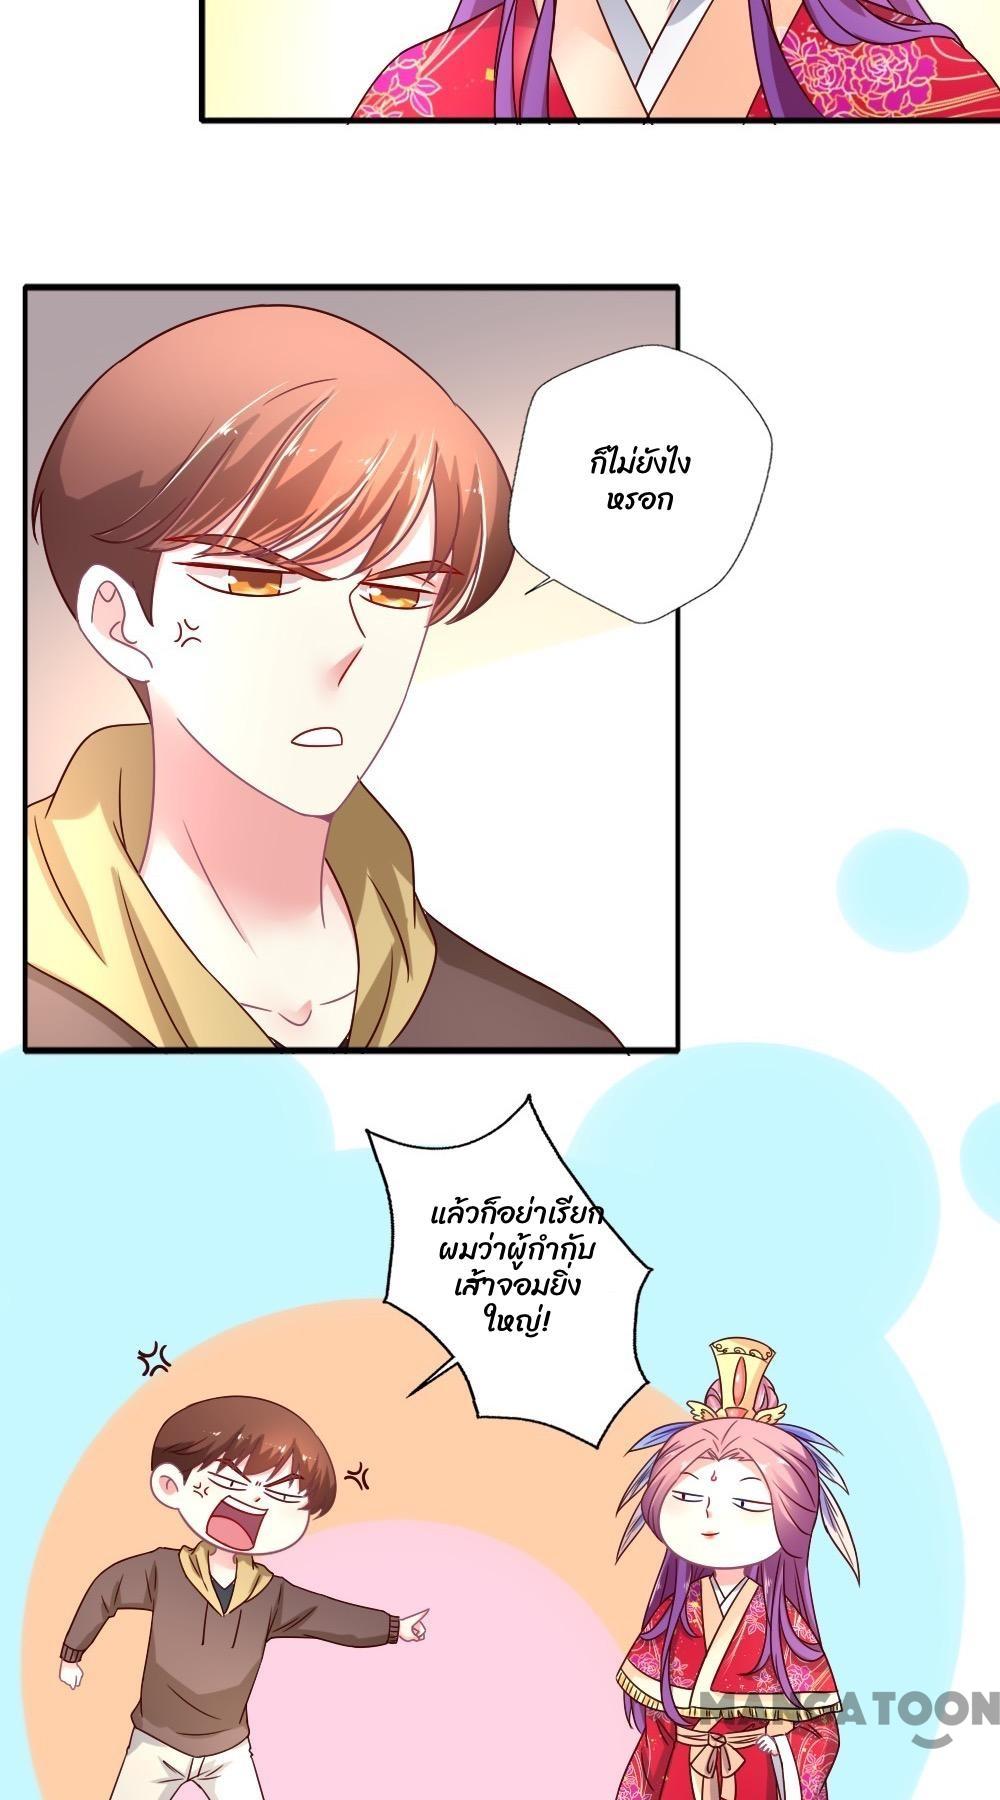 ก็ไม่ยังไง
หรอก
แล้วก็อย่าเรียก
ผมว่าผู้กำกับ
เส้าจอมยิ่ง
ใหญ่!
MANGATOON